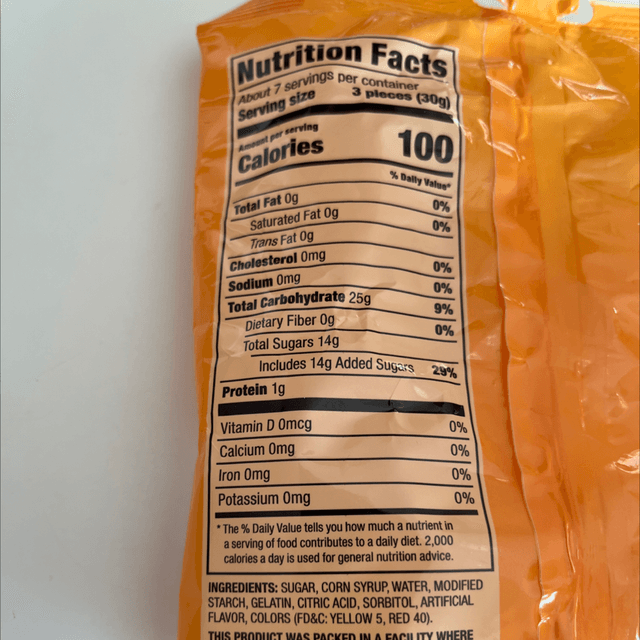 Nutrition Facts
About 7 servings per container
Serving size 3 pieces (30g)
Amount per serving
Calories 100
% Daily Value*
Total Fat 0g 0%
Saturated Fat 0g 0%
Trans Fat 0g
Cholesterol 0mg 0%
Sodium 0mg 0%
Total Carbohydrate 25g 9%
Dietary Fiber 0g 0%
Total Sugars 14g
Includes 14g Added Sugars 29%
Protein 1g
Vitamin D 0mcg 0%
Calcium 0mg 0%
Iron 0mg 0%
Potassium 0mg 0%
* The % Daily Value tells you how much a nutrient in
a serving of food contributes to a daily diet. 2,000
calories a day is used for general nutrition advice.
INGREDIENTS: SUGAR, CORN SYRUP, WATER, MODIFIED
STARCH, GELATIN, CITRIC ACID, SORBITOL, ARTIFICIAL
FLAVOR, COLORS (FD&C: YELLOW 5, RED 40).
THIS PRODUCT WAS PACKED IN A FACILITY WHERE